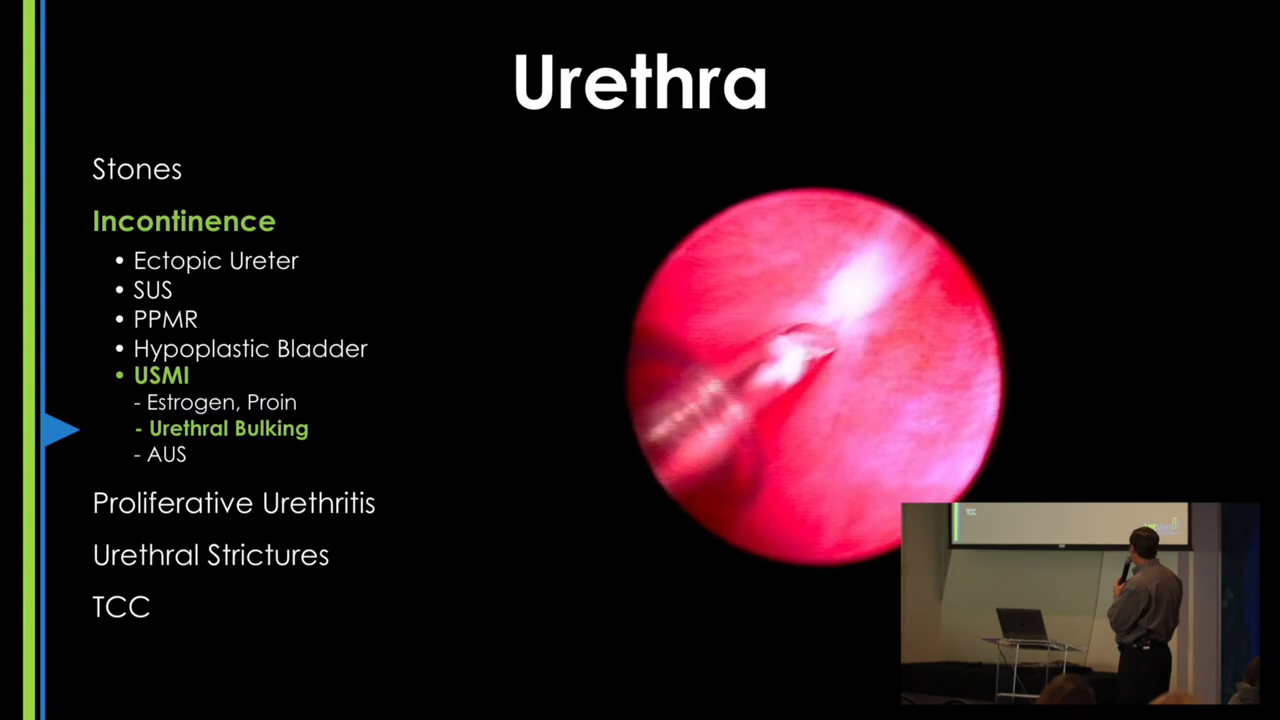 Urethra
Stones
Incontinence
• Ectopic Ureter
• SUS
• PPMR
• Hypoplastic Bladder
• USMI
- Estrogen, Proin
- Urethral Bulking
- AUS
Proliferative Urethritis
Urethral Strictures
TCC
TCC